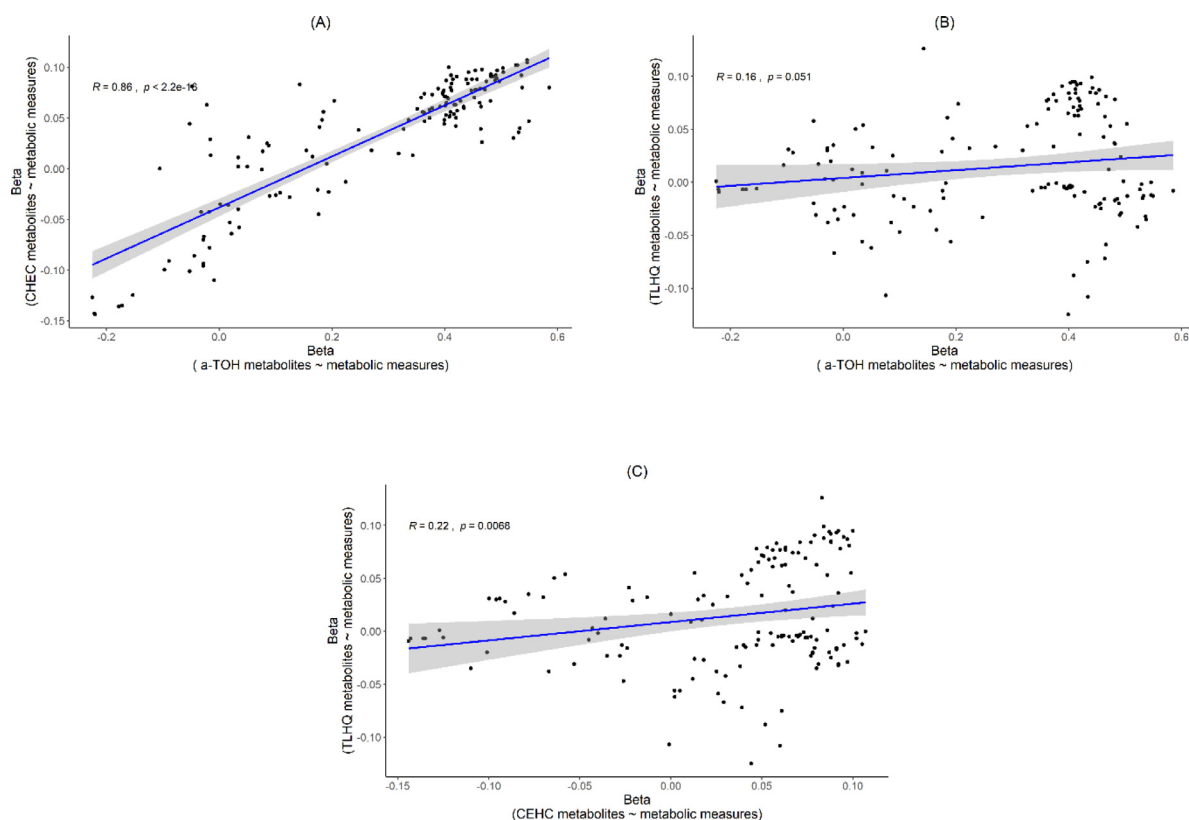 (A)
R = 0.86 , p < 2.2e-16
0.10
0.05
0.00
-0.05
-0.10
-0.15
Beta
(CHEC metabolites ~ metabolic measures)
-0.2
0.0
0.2
0.4
0.6
Beta
( a-TOH metabolites ~ metabolic measures)
(B)
R = 0.16 , p = 0.051
0.10
0.05
0.00
-0.05
-0.10
Beta
(TLHQ metabolites ~ metabolic measures)
-0.2
0.0
0.2
0.4
0.6
Beta
( a-TOH metabolites ~ metabolic measures)
(C)
R = 0.22 , p = 0.0068
0.10
0.05
0.00
-0.05
-0.10
Beta
(TLHQ metabolites ~ metabolic measures)
-0.15
-0.10
-0.05
0.00
0.05
0.10
Beta
(CEHC metabolites ~ metabolic measures)